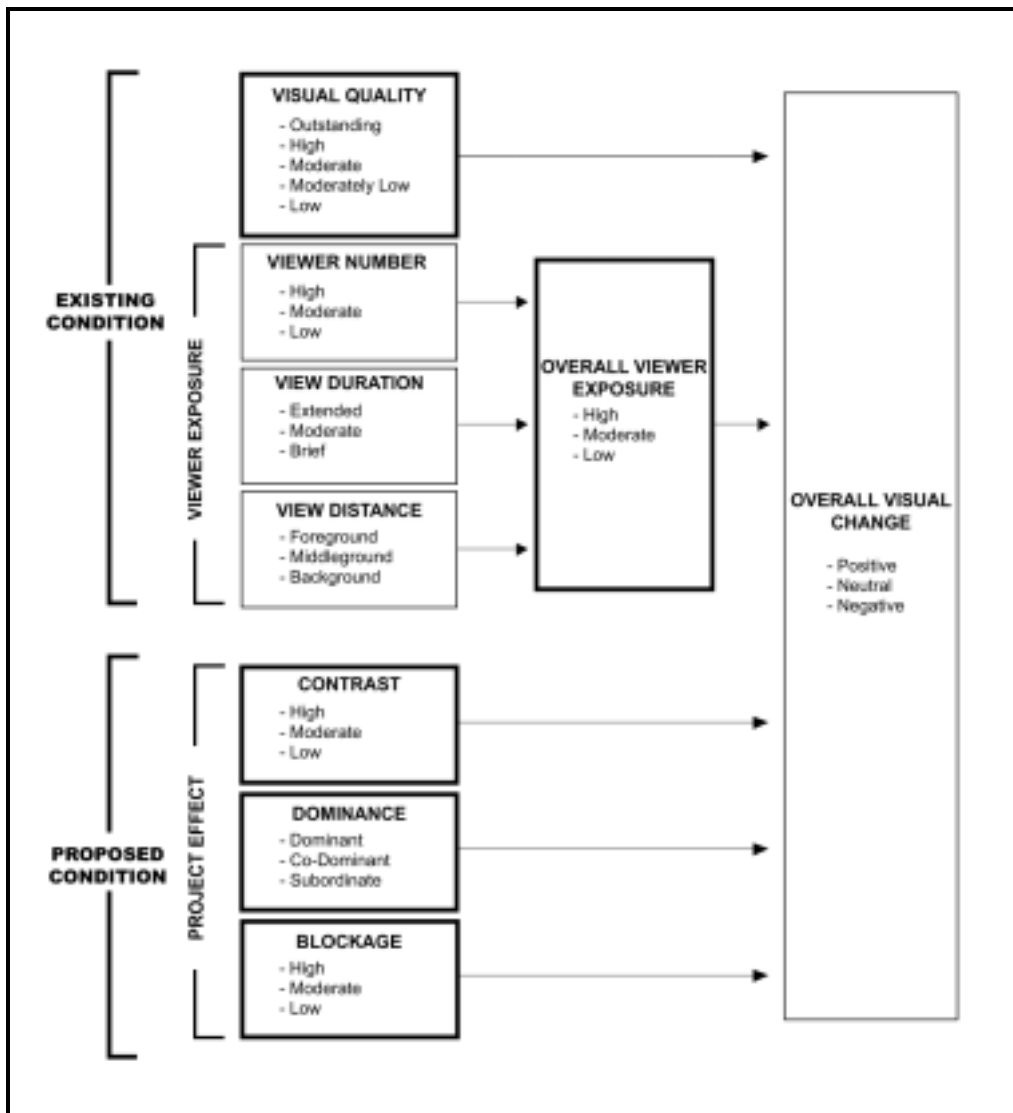 EXISTING
CONDITION
VISUAL QUALITY
- Outstanding
- High
- Moderate
- Moderately Low
- Low
VIEWER EXPOSURE
VIEWER NUMBER
- High
- Moderate
- Low
VIEW DURATION
- Extended
- Moderate
- Brief
VIEW DISTANCE
- Foreground
- Middleground
- Background
OVERALL VIEWER
EXPOSURE
- High
- Moderate
- Low
PROPOSED
CONDITION
PROJECT EFFECT
CONTRAST
- High
- Moderate
- Low
DOMINANCE
- Dominant
- Co-Dominant
- Subordinate
BLOCKAGE
- High
- Moderate
- Low
OVERALL VISUAL
CHANGE
- Positive
- Neutral
- Negative